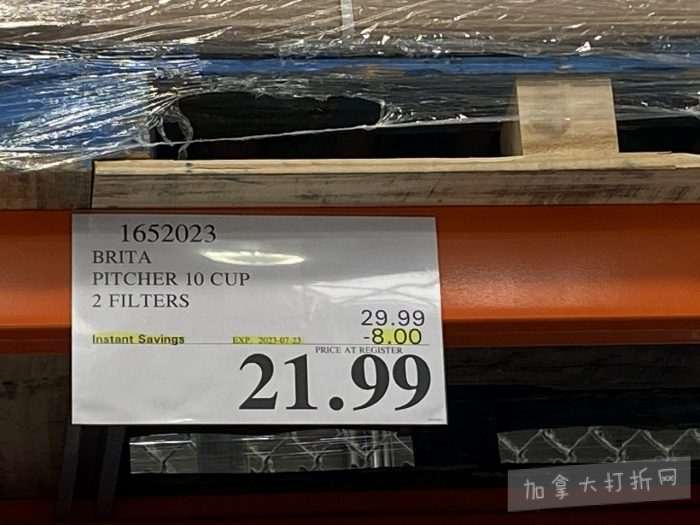 1652023
BRITA
PITCHER 10 CUP
2 FILTERS
29.99
Instant Savings EXP. 2023-07-23 -8.00
PRICE AT REGISTER
21.99
加拿大打折网